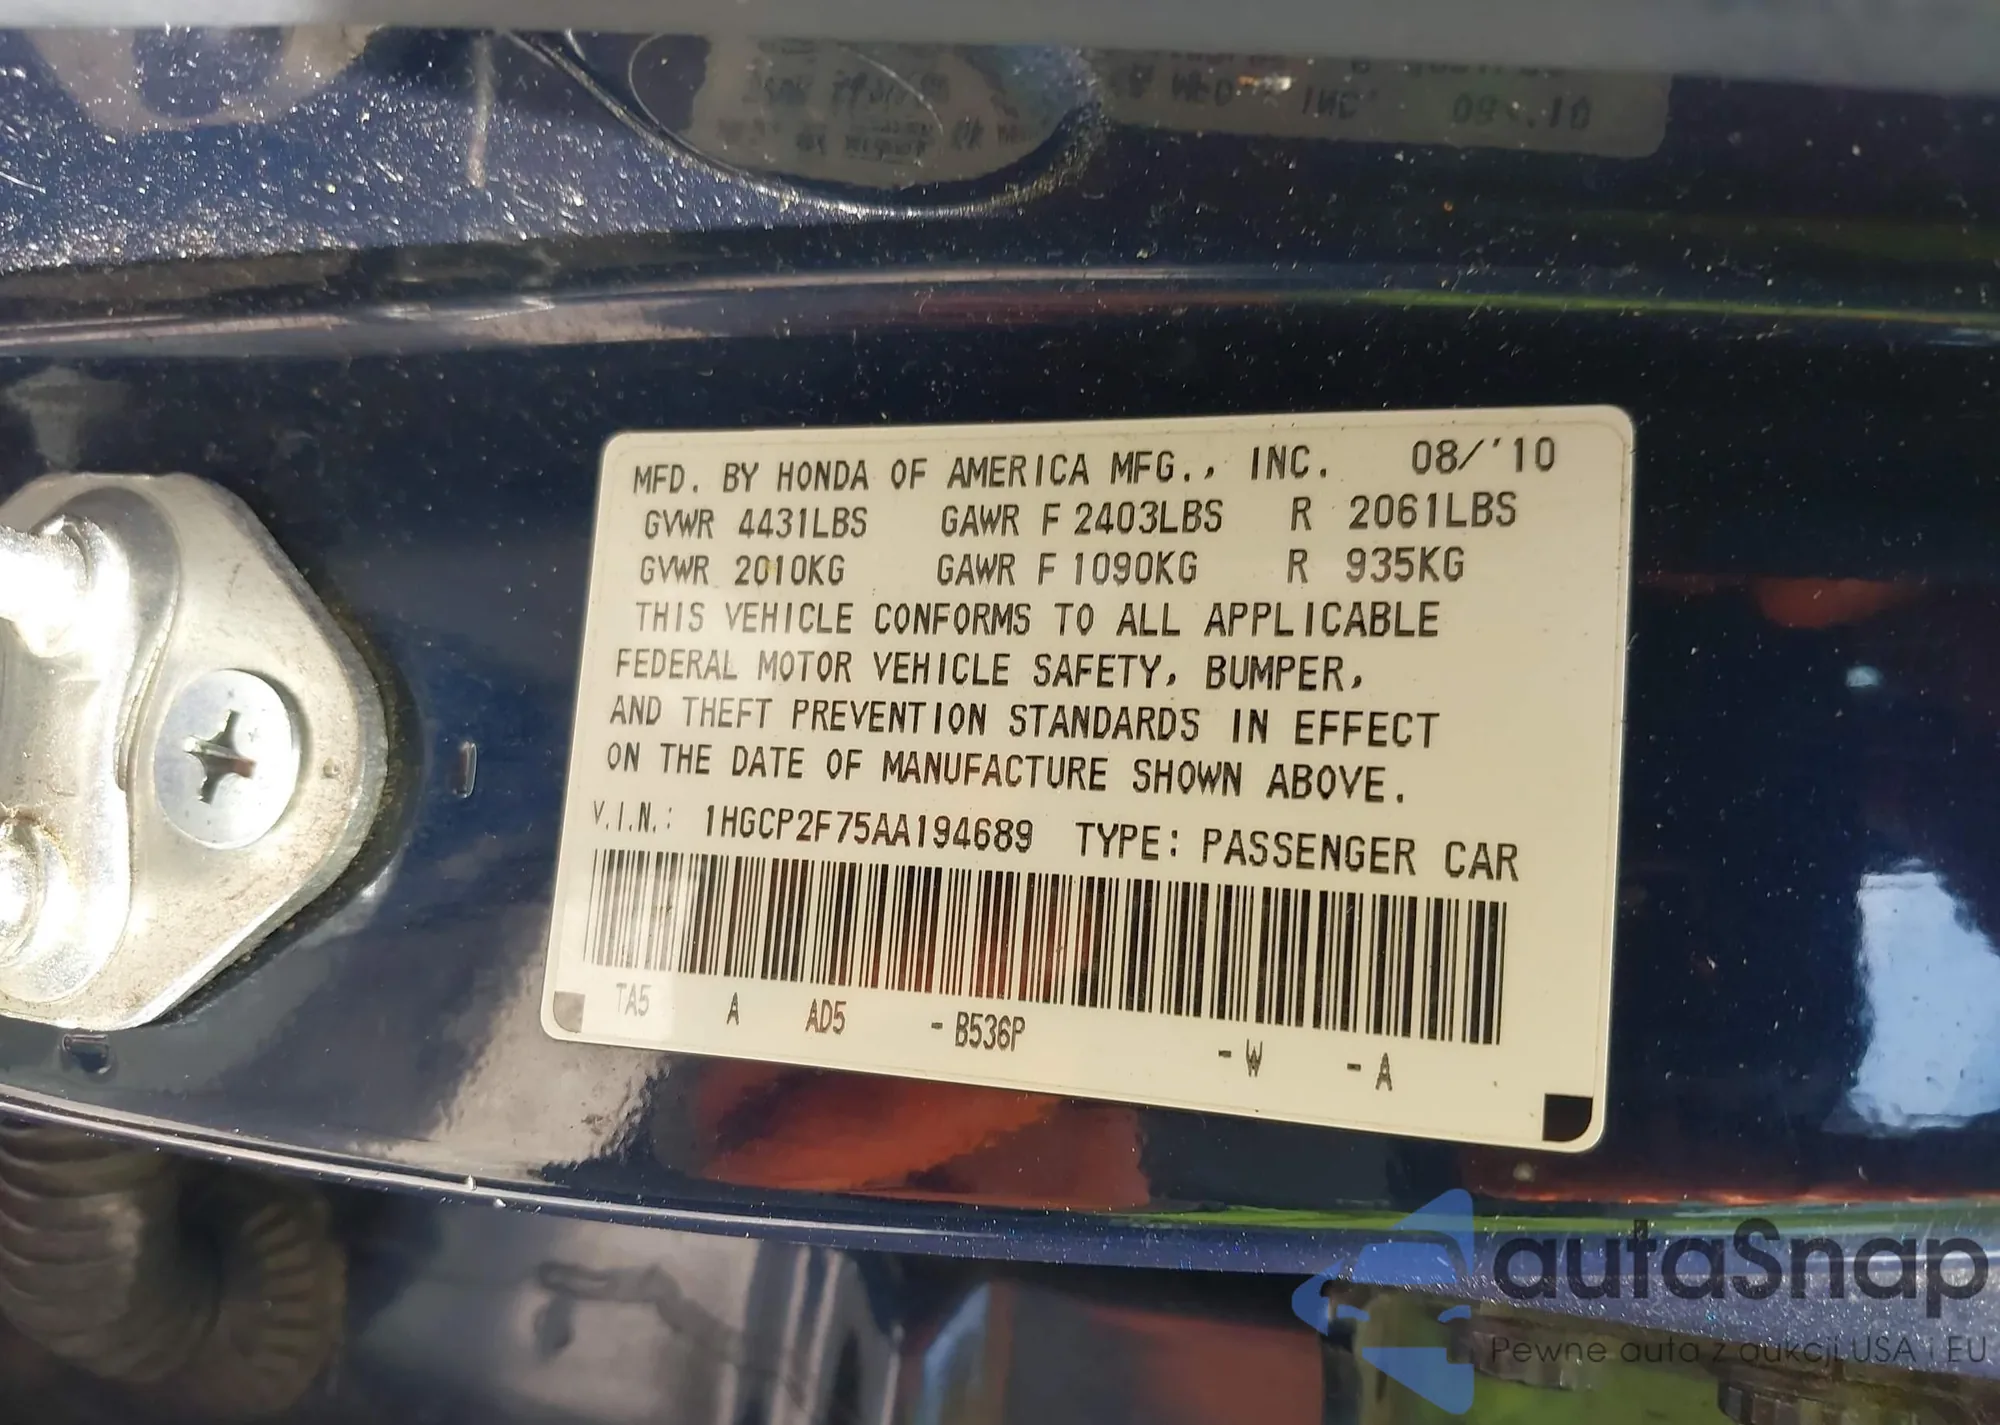 MFD. BY HONDA OF AMERICA MFG., INC. 08/'10
GVWR 4431LBS GAWR F 2403LBS R 2061LBS
GVWR 2010KG GAWR F 1090KG R 935KG
THIS VEHICLE CONFORMS TO ALL APPLICABLE
FEDERAL MOTOR VEHICLE SAFETY, BUMPER,
AND THEFT PREVENTION STANDARDS IN EFFECT
ON THE DATE OF MANUFACTURE SHOWN ABOVE.
V.I.N.: 1HGCP2F75AA194689 TYPE: PASSENGER CAR
TA5 A AD5 - B536P - W - A
autaSnap
Pewne auta z aukcji USA i EU